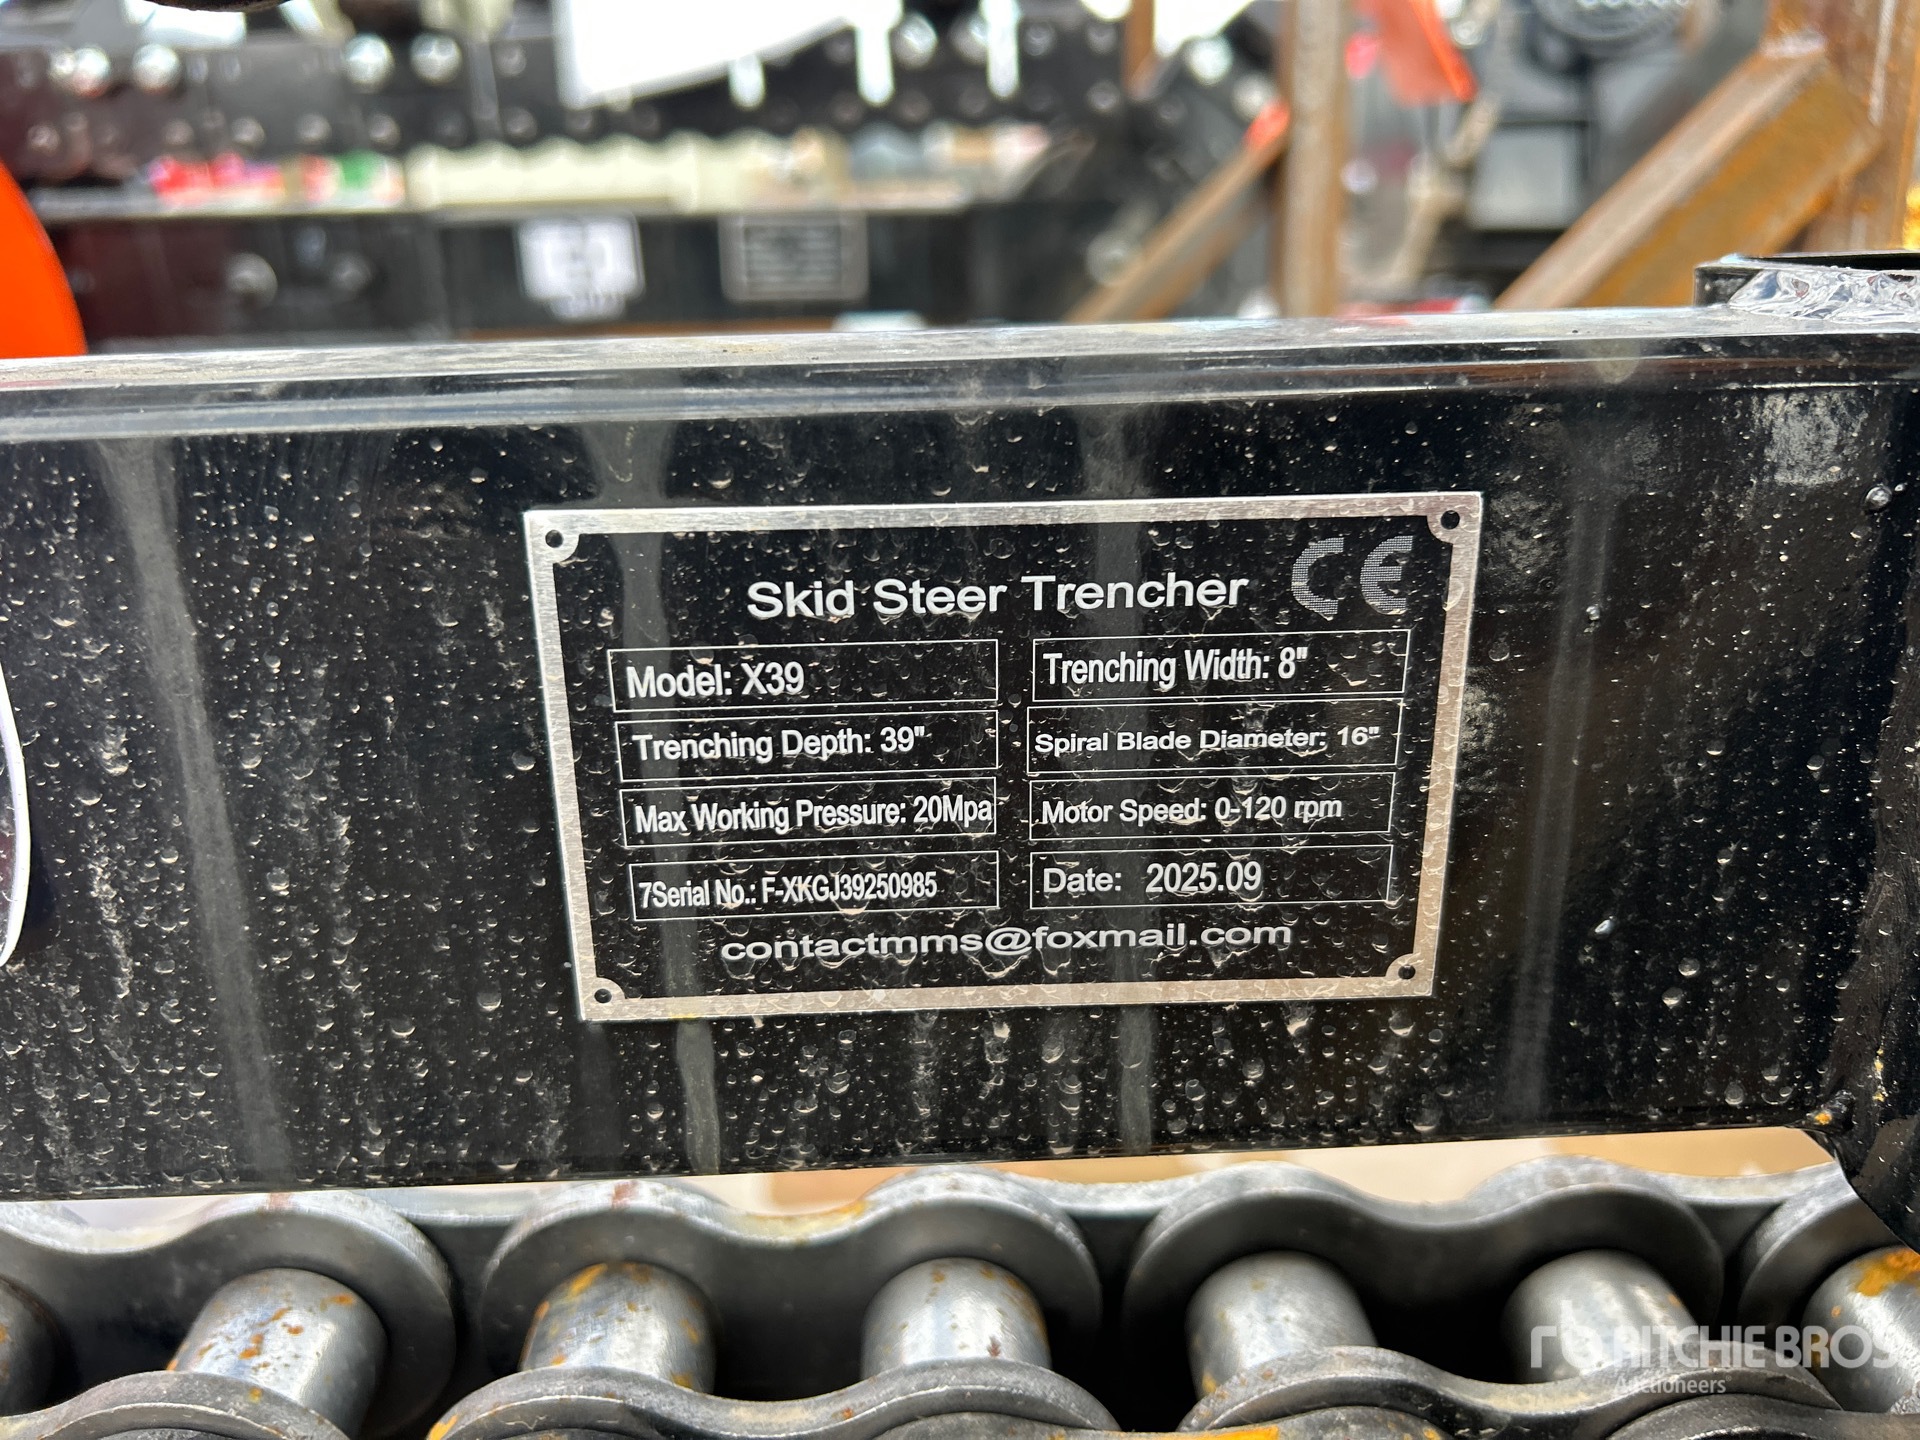 Skid Steer Trencher CE
Model: X39
Trenching Width: 8"
Trenching Depth: 39"
Spiral Blade Diameter: 16"
Max Working Pressure: 20Mpa
Motor Speed: 0-120 rpm
7Serial No.: F-XKGJ39250985
Date: 2025.09
contactmms@foxmail.com
rb RITCHIE BROS
Auctioneers